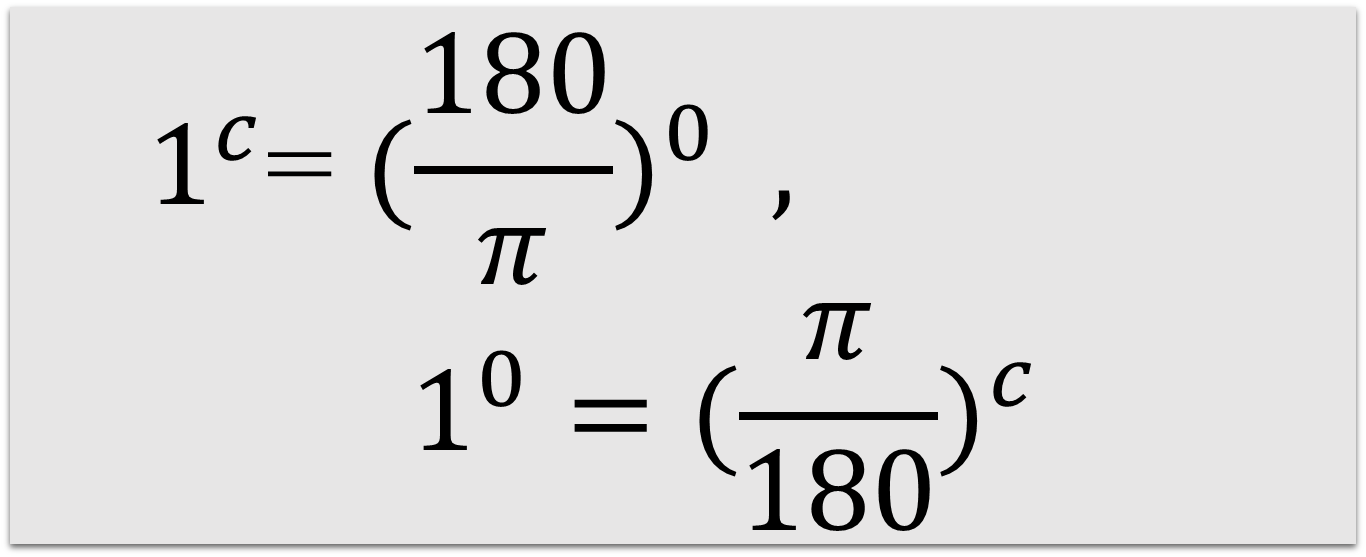 1^c = (180/π)^0 ,
1^0 = (π/180)^c